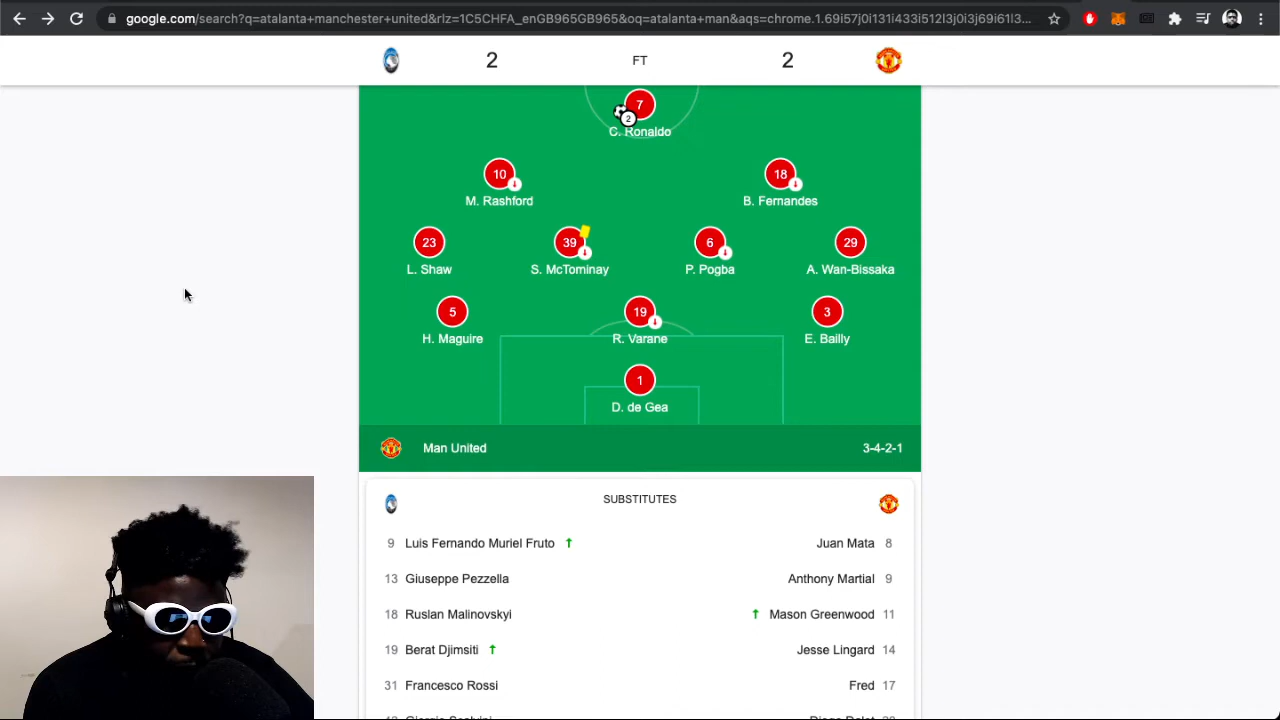 google.com/search?q=atalanta+manchester+united&rlz=1C5CHFA_enGB965GB965&oq=atalanta+man&aqs=chrome.1.69i57j0i131i433i512l3j0i3j69i61l3...
2 FT 2
7
2
C. Ronaldo
10 18
M. Rashford B. Fernandes
23 39 6 29
L. Shaw S. McTominay P. Pogba A. Wan-Bissaka
5 19 3
H. Maguire R. Varane E. Bailly
1
D. de Gea
Man United 3-4-2-1
SUBSTITUTES
9 Luis Fernando Muriel Fruto Juan Mata 8
13 Giuseppe Pezzella Anthony Martial 9
18 Ruslan Malinovskyi Mason Greenwood 11
19 Berat Djimsiti Jesse Lingard 14
31 Francesco Rossi Fred 17